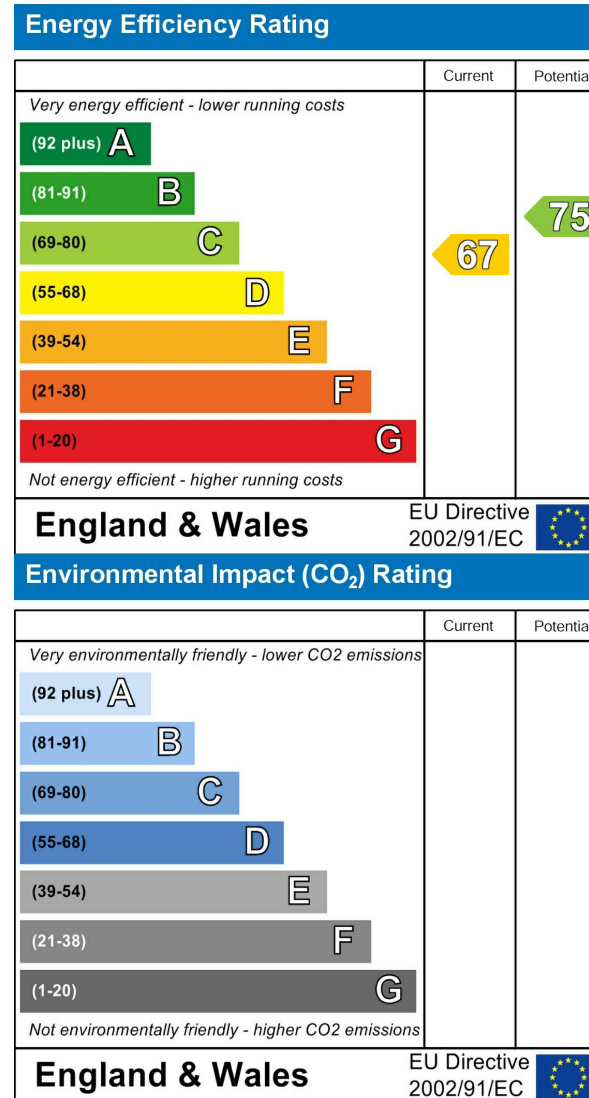 Energy Efficiency Rating
Current Potentia
Very energy efficient - lower running costs
(92 plus) A
(81-91) B
(69-80) C
75
67
(55-68) D
(39-54) E
(21-38) F
(1-20) G
Not energy efficient - higher running costs
England & Wales
EU Directive
2002/91/EC
Environmental Impact (CO₂) Rating
Current Potentia
Very environmentally friendly - lower CO2 emissions
(92 plus) A
(81-91) B
(69-80) C
(55-68) D
(39-54) E
(21-38) F
(1-20) G
Not environmentally friendly - higher CO2 emissions
England & Wales
EU Directive
2002/91/EC